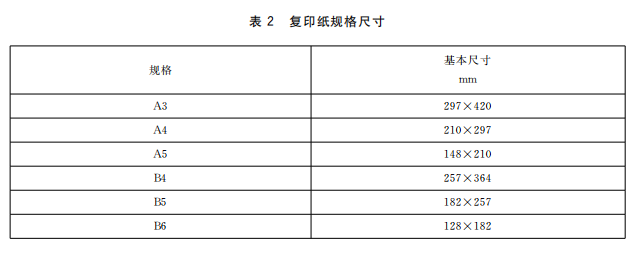 表 2 复印纸规格尺寸
规格
基本尺寸
mm
A3 297×420
A4 210×297
A5 148×210
B4 257×364
B5 182×257
B6 128×182